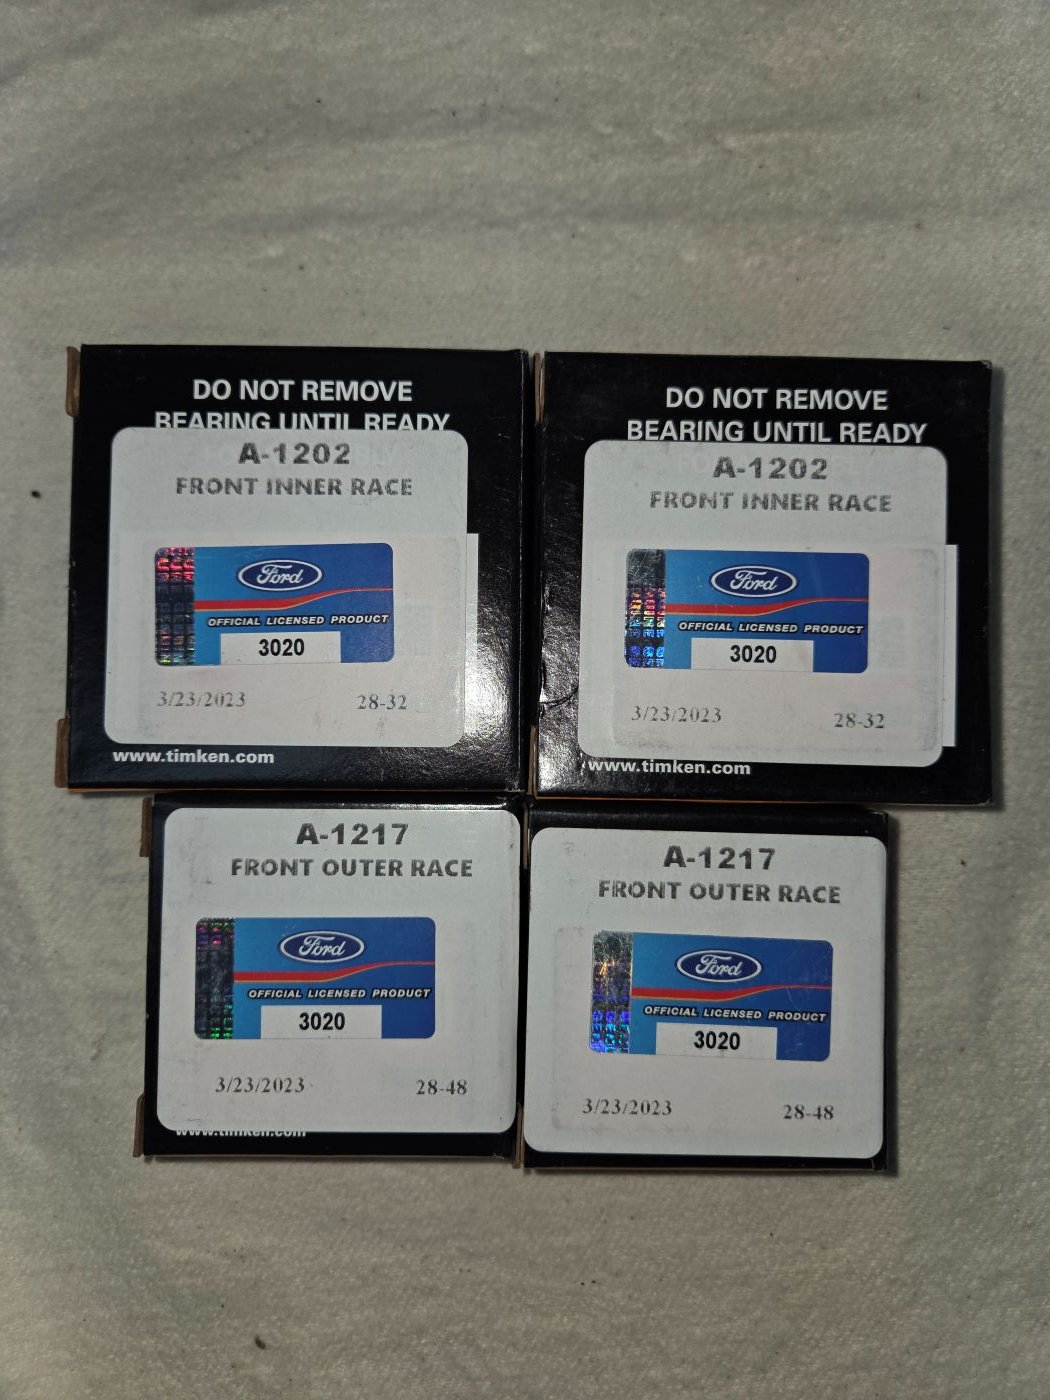 DO NOT REMOVE
BEARING UNTIL READY
A-1202
FRONT INNER RACE
Ford
OFFICIAL LICENSED PRODUCT
3020
3/23/2023 28-32
www.timken.com
DO NOT REMOVE
BEARING UNTIL READY
A-1202
FRONT INNER RACE
Ford
OFFICIAL LICENSED PRODUCT
3020
3/23/2023 28-32
www.timken.com
A-1217
FRONT OUTER RACE
Ford
OFFICIAL LICENSED PRODUCT
3020
3/23/2023 28-48
www.timken.com
A-1217
FRONT OUTER RACE
Ford
OFFICIAL LICENSED PRODUCT
3020
3/23/2023 28-48